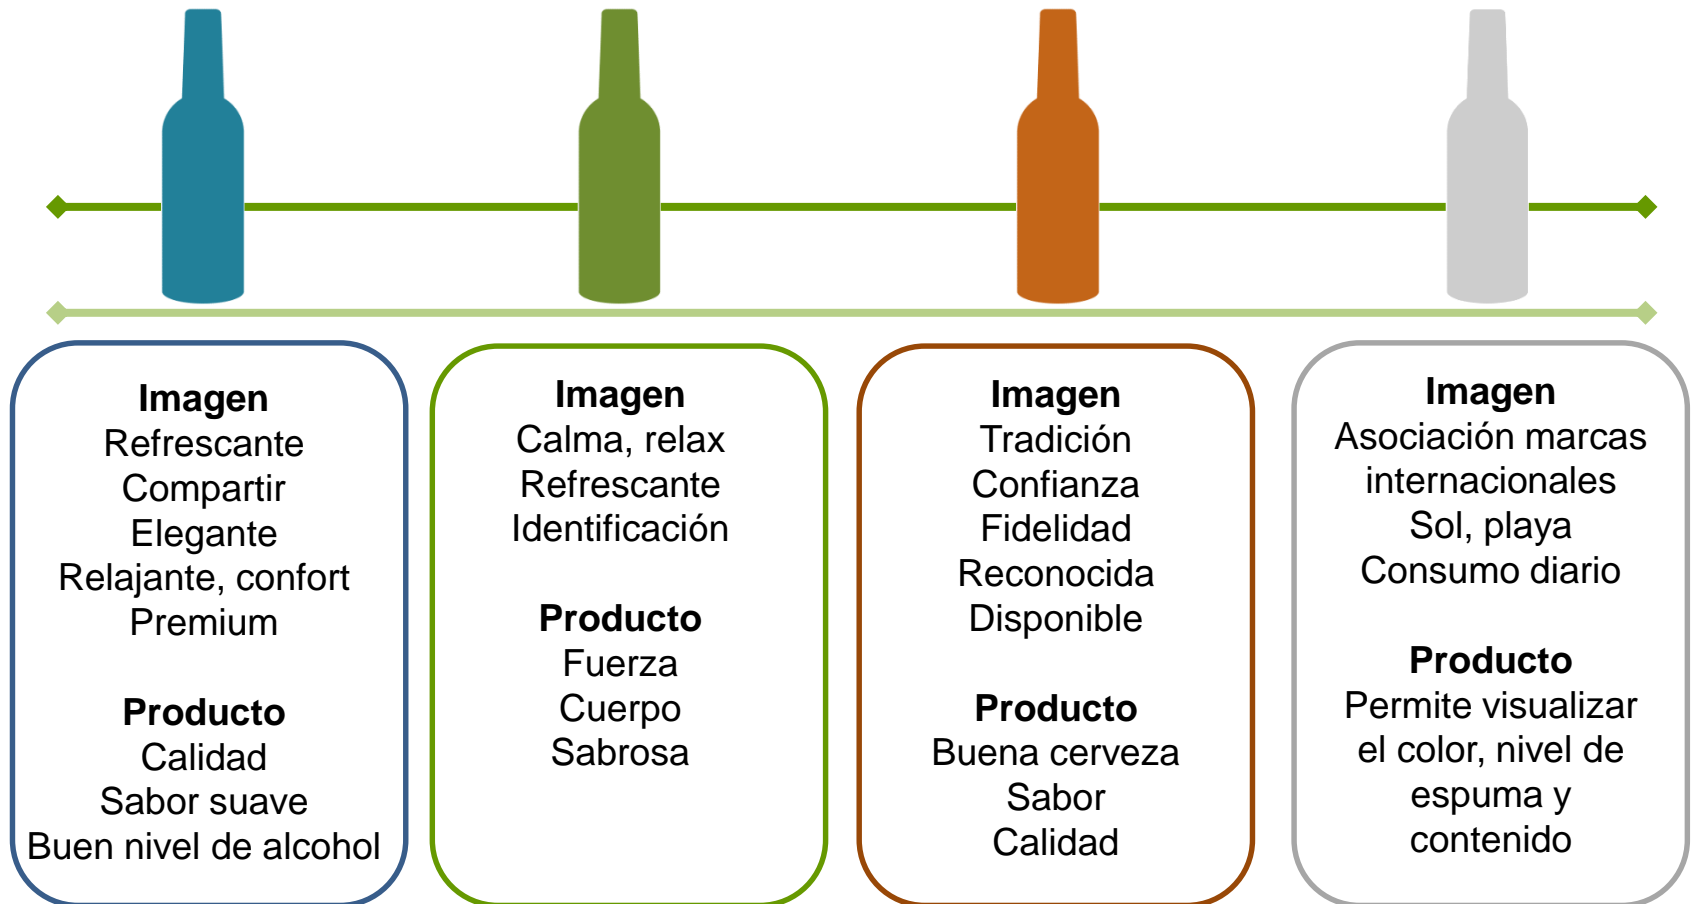 Imagen
Refrescante
Compartir
Elegante
Relajante, confort
Premium
Producto
Calidad
Sabor suave
Buen nivel de alcohol
Imagen
Calma, relax
Refrescante
Identificación
Producto
Fuerza
Cuerpo
Sabrosa
Imagen
Tradición
Confianza
Fidelidad
Reconocida
Disponible
Producto
Buena cerveza
Sabor
Calidad
Imagen
Asociación marcas
internacionales
Sol, playa
Consumo diario
Producto
Permite visualizar
el color, nivel de
espuma y
contenido